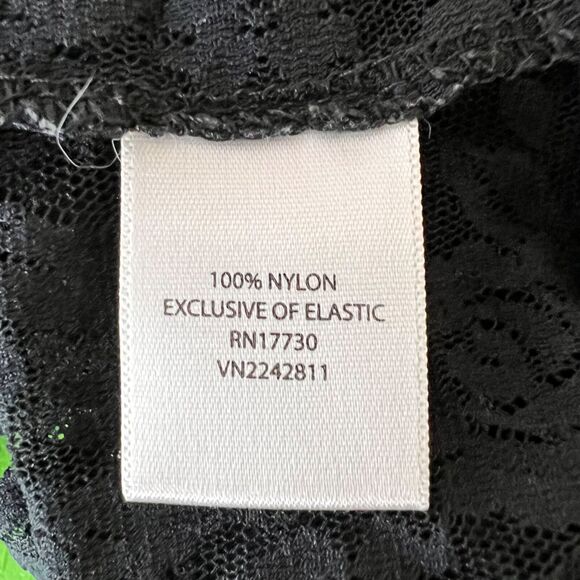 100% NYLON
EXCLUSIVE OF ELASTIC
RN17730
VN2242811